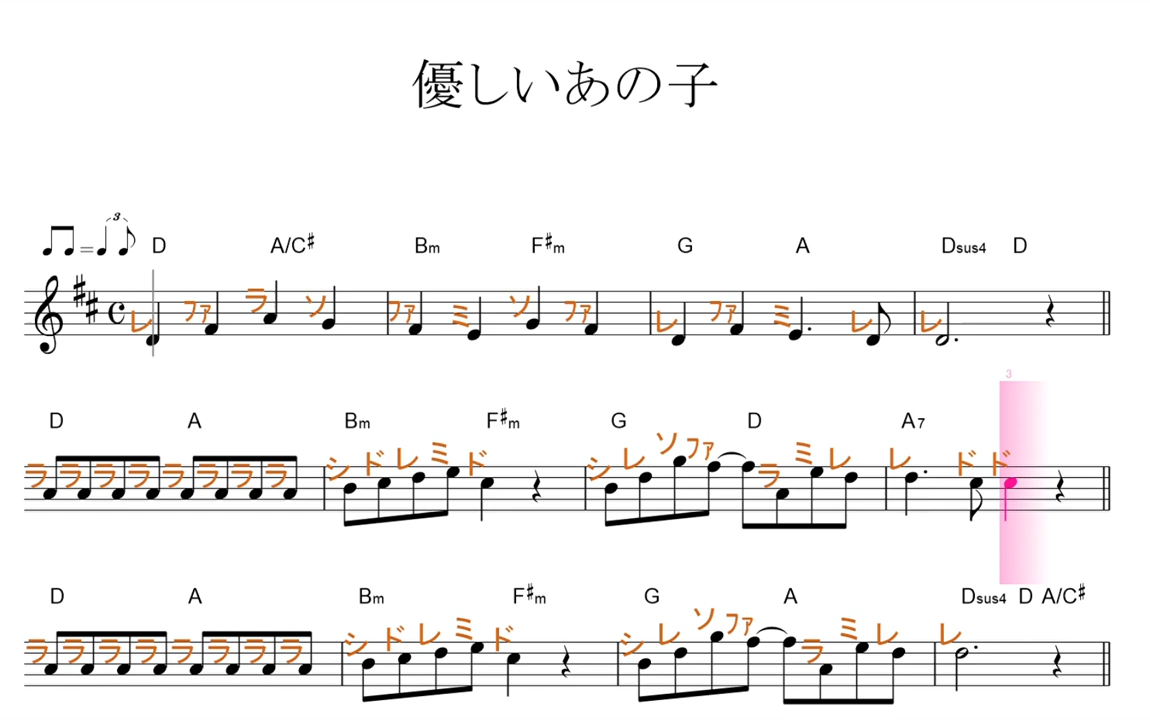 優しいあの子
3
= D A/C♯ Bm F♯m G A Dsus4 D
レ ファ ラ ソ ファ ミ ソ ファ レ ファ ミ レ レ
3
D A Bm F♯m G D A7
ラ ラ ラ ラ ラ ラ ラ ラ シ ド レ ミ ド シ レ ソ ファ ラ ミ レ レ ド ド
D A Bm F♯m G A Dsus4 D A/C♯
ラ ラ ラ ラ ラ ラ ラ ラ シ ド レ ミ ド シ レ ソ ファ ラ ミ レ レ